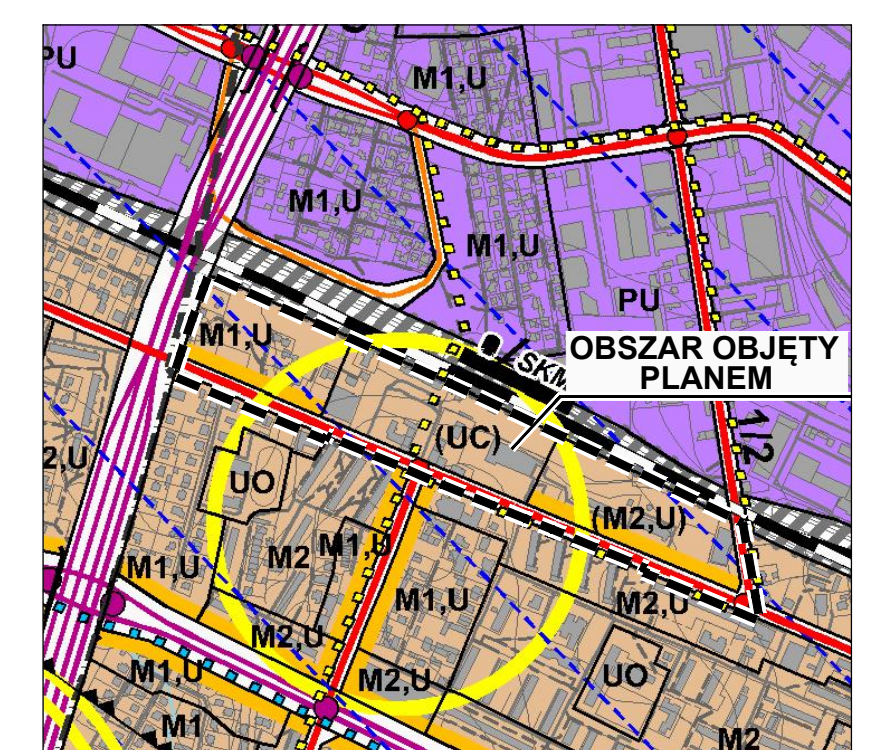 PU
M1,U
M1,U
M1,U
PU
OBSZAR OBJĘTY
PLANEM
SKM
M1,U
1/2
(UC)
2,U
UO
(M2,U)
M2
M1,U
M1,U
M1,U
M2,U
M2,U
M1,U
M2,U
UO
M1
M2